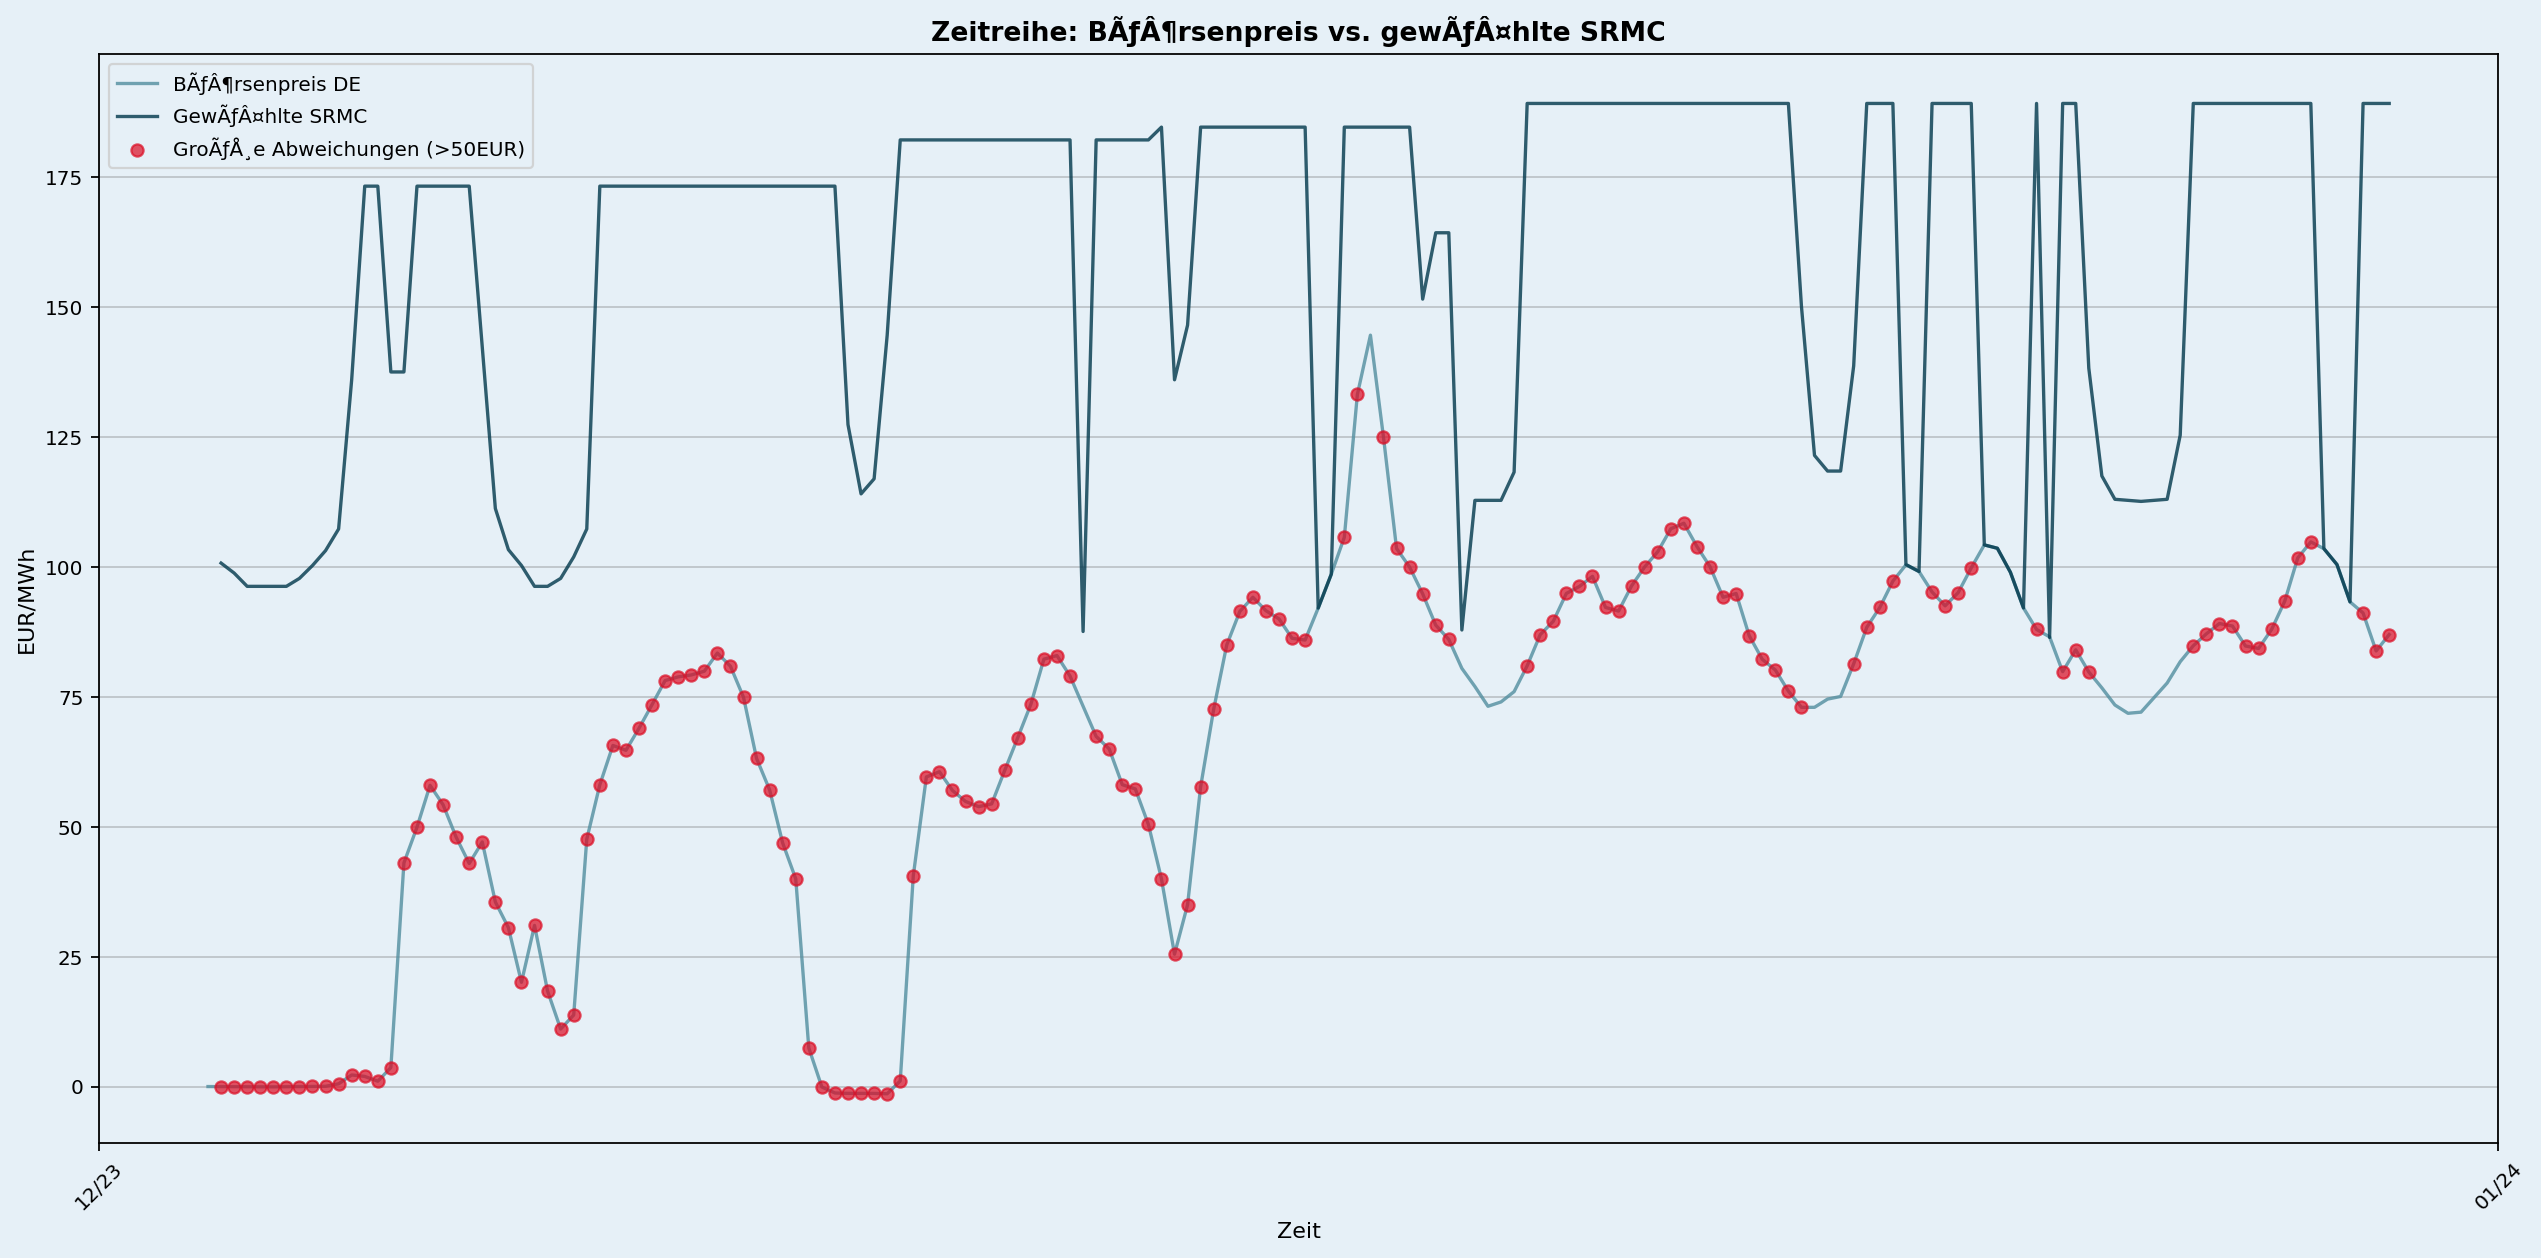 Zeitreihe: BÃƒÂ¶rsenpreis vs. gewÃƒÂ¤hlte SRMC
BÃƒÂ¶rsenpreis DE
GewÃƒÂ¤hlte SRMC
GroÃƒÅ¸e Abweichungen (>50EUR)
175
150
125
100
75
50
25
0
EUR/MWh
12/23
01/24
Zeit